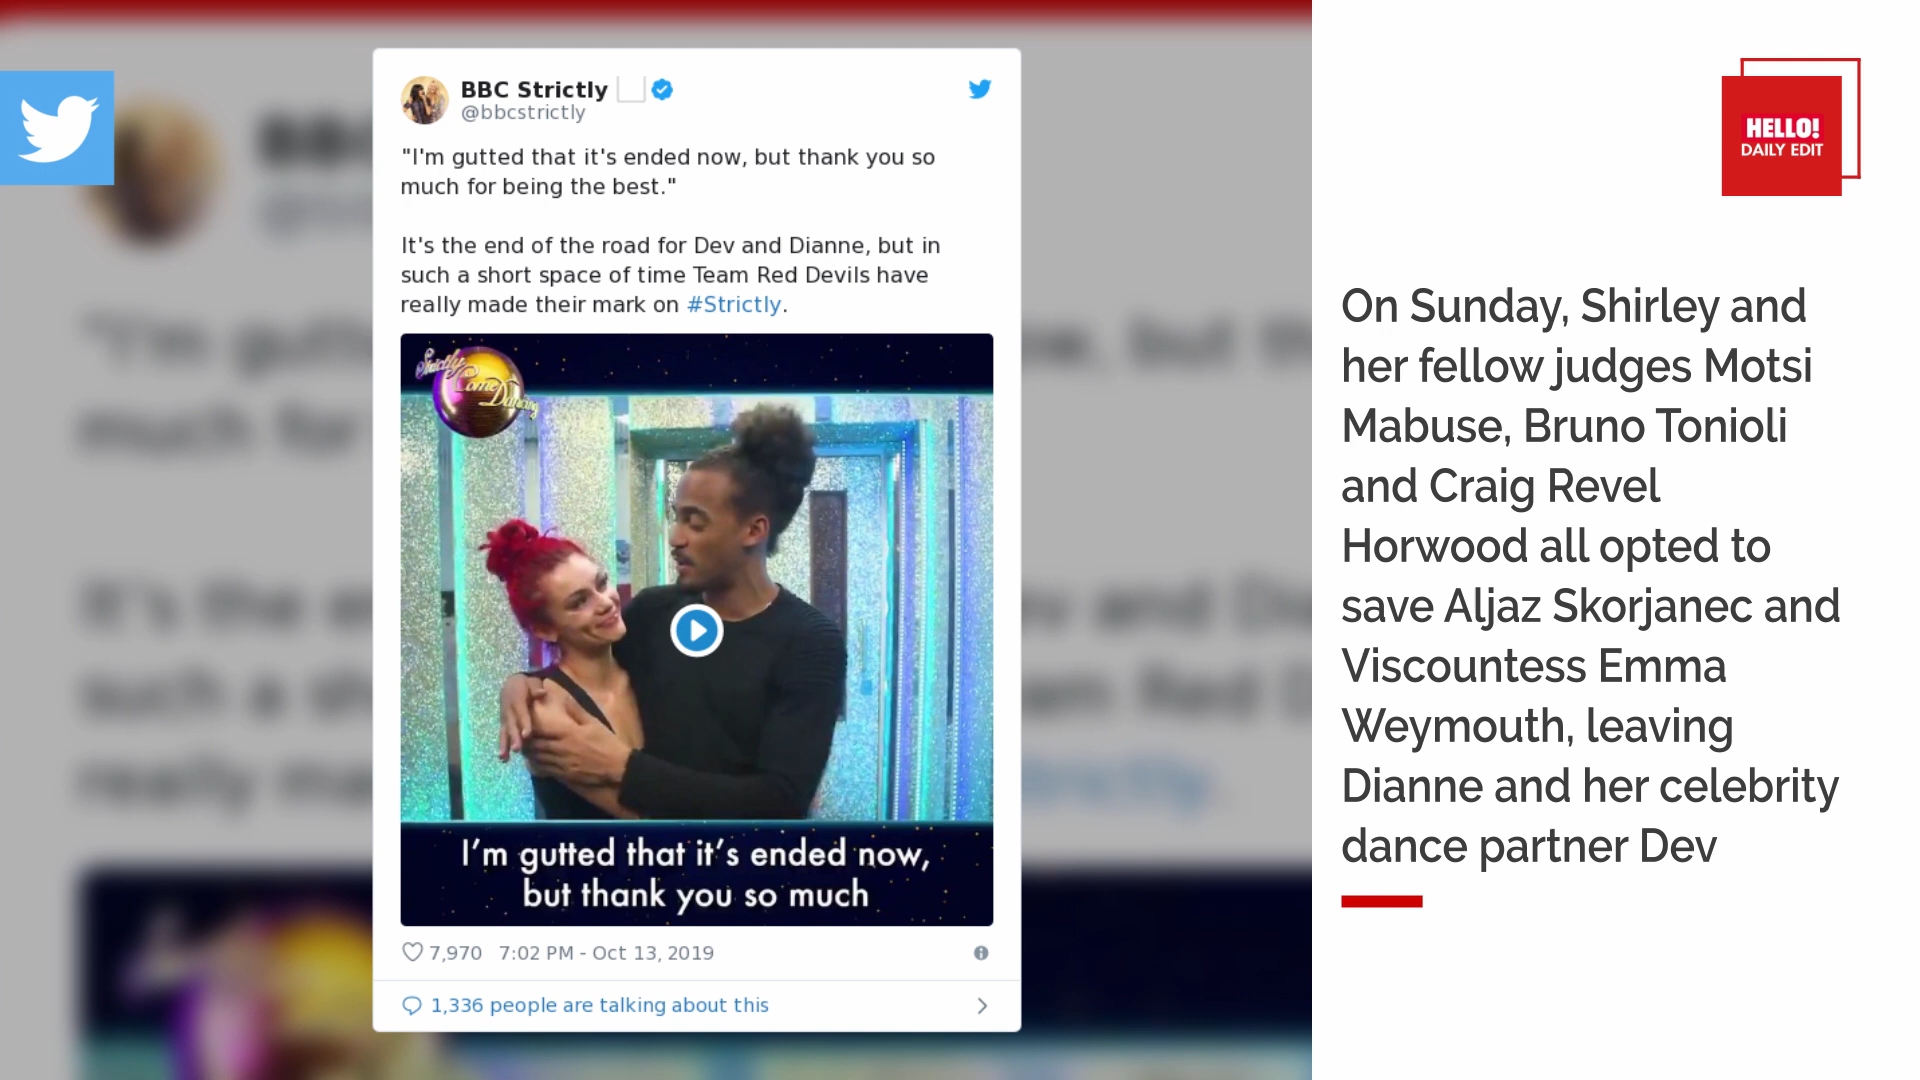 BBC Strictly
@bbcstrictly
"I'm gutted that it's ended now, but thank you so
much for being the best."
It's the end of the road for Dev and Dianne, but in
such a short space of time Team Red Devils have
really made their mark on #Strictly.
Strictly
Come
Dancing
I'm gutted that it's ended now,
but thank you so much
7,970 7:02 PM - Oct 13, 2019
1,336 people are talking about this
HELLO!
DAILY EDIT
On Sunday, Shirley and
her fellow judges Motsi
Mabuse, Bruno Tonioli
and Craig Revel
Horwood all opted to
save Aljaz Skorjanec and
Viscountess Emma
Weymouth, leaving
Dianne and her celebrity
dance partner Dev